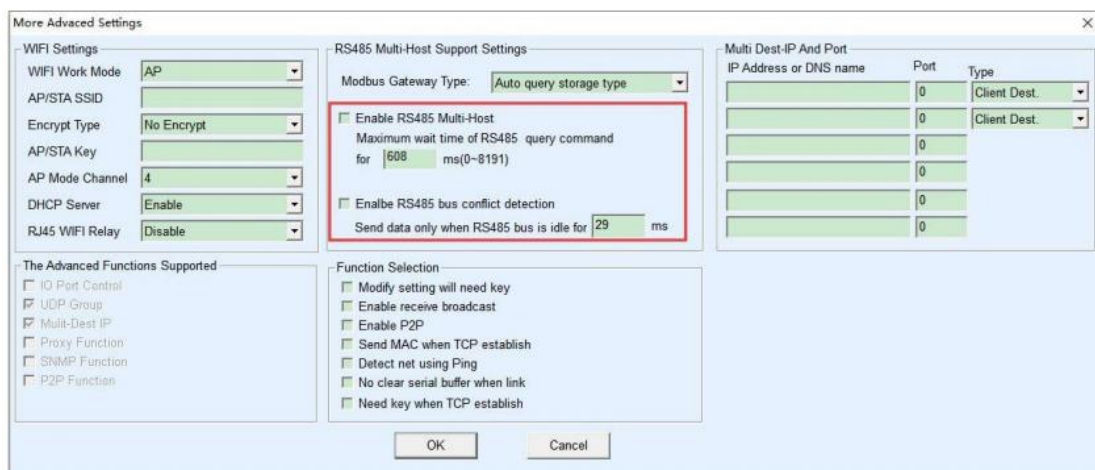 More Advaced Settings
WIFI Settings
WIFI Work Mode AP
AP/STA SSID
Encrypt Type No Encrypt
AP/STA Key
AP Mode Channel 4
DHCP Server Enable
RJ45 WIFI Relay Disable
RS485 Multi-Host Support Settings
Modbus Gateway Type: Auto query storage type
Enable RS485 Multi-Host
Maximum wait time of RS485 query command
for 608 ms(0~8191)
Enalbe RS485 bus conflict detection
Send data only when RS485 bus is idle for 29 ms
Multi Dest-IP And Port
IP Address or DNS name Port Type
0 Client Dest.
0 Client Dest.
0
0
0
0
The Advanced Functions Supported
IO Port Control
UDP Group
Mulit-Dest IP
Proxy Function
SNMP Function
P2P Function
Function Selection
Modify setting will need key
Enable receive broadcast
Enable P2P
Send MAC when TCP establish
Detect net using Ping
No clear serial buffer when link
Need key when TCP establish
OK Cancel